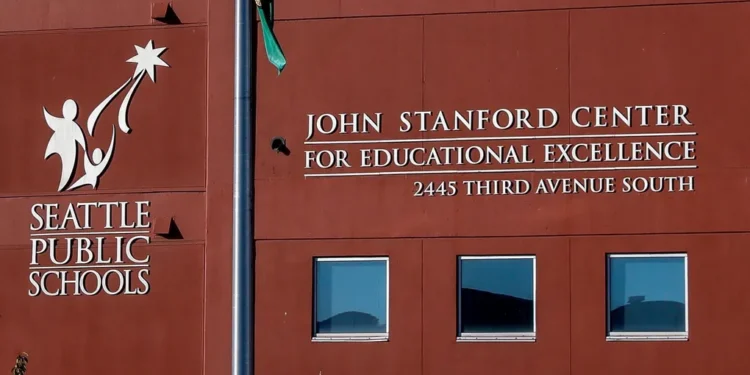 SEATTLE
PUBLIC
SCHOOLS
JOHN STANFORD CENTER
FOR EDUCATIONAL EXCELLENCE
2445 THIRD AVENUE SOUTH